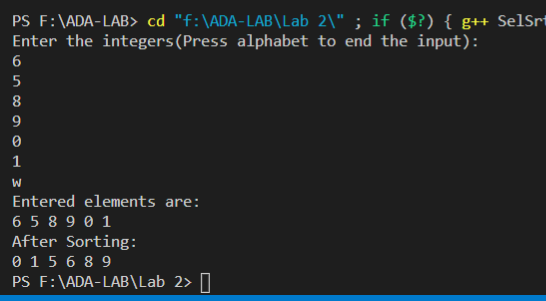 PS F:\ADA-LAB> cd "f:\ADA-LAB\Lab 2\" ; if ($?) { g++ SelSrt
Enter the integers(Press alphabet to end the input):
6
5
8
9
0
1
w
Entered elements are:
6 5 8 9 0 1
After Sorting:
0 1 5 6 8 9
PS F:\ADA-LAB\Lab 2>